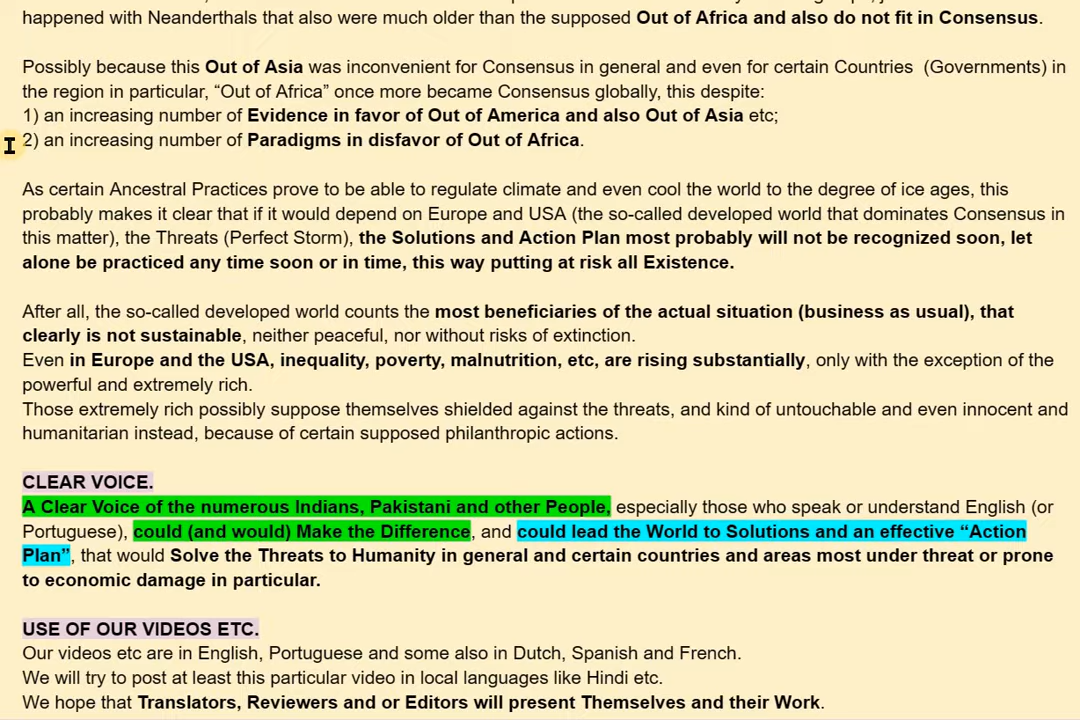 happened with Neanderthals that also were much older than the supposed Out of Africa and also do not fit in Consensus.
Possibly because this Out of Asia was inconvenient for Consensus in general and even for certain Countries  (Governments) in
the region in particular, “Out of Africa” once more became Consensus globally, this despite:
1) an increasing number of Evidence in favor of Out of America and also Out of Asia etc;
2) an increasing number of Paradigms in disfavor of Out of Africa.
As certain Ancestral Practices prove to be able to regulate climate and even cool the world to the degree of ice ages, this
probably makes it clear that if it would depend on Europe and USA (the so-called developed world that dominates Consensus in
this matter), the Threats (Perfect Storm), the Solutions and Action Plan most probably will not be recognized soon, let
alone be practiced any time soon or in time, this way putting at risk all Existence.
After all, the so-called developed world counts the most beneficiaries of the actual situation (business as usual), that
clearly is not sustainable, neither peaceful, nor without risks of extinction.
Even in Europe and the USA, inequality, poverty, malnutrition, etc, are rising substantially, only with the exception of the
powerful and extremely rich.
Those extremely rich possibly suppose themselves shielded against the threats, and kind of untouchable and even innocent and
humanitarian instead, because of certain supposed philanthropic actions.
CLEAR VOICE.
A Clear Voice of the numerous Indians, Pakistani and other People, especially those who speak or understand English (or
Portuguese), could (and would) Make the Difference, and could lead the World to Solutions and an effective “Action
Plan”, that would Solve the Threats to Humanity in general and certain countries and areas most under threat or prone
to economic damage in particular.
USE OF OUR VIDEOS ETC.
Our videos etc are in English, Portuguese and some also in Dutch, Spanish and French.
We will try to post at least this particular video in local languages like Hindi etc.
We hope that Translators, Reviewers and or Editors will present Themselves and their Work.